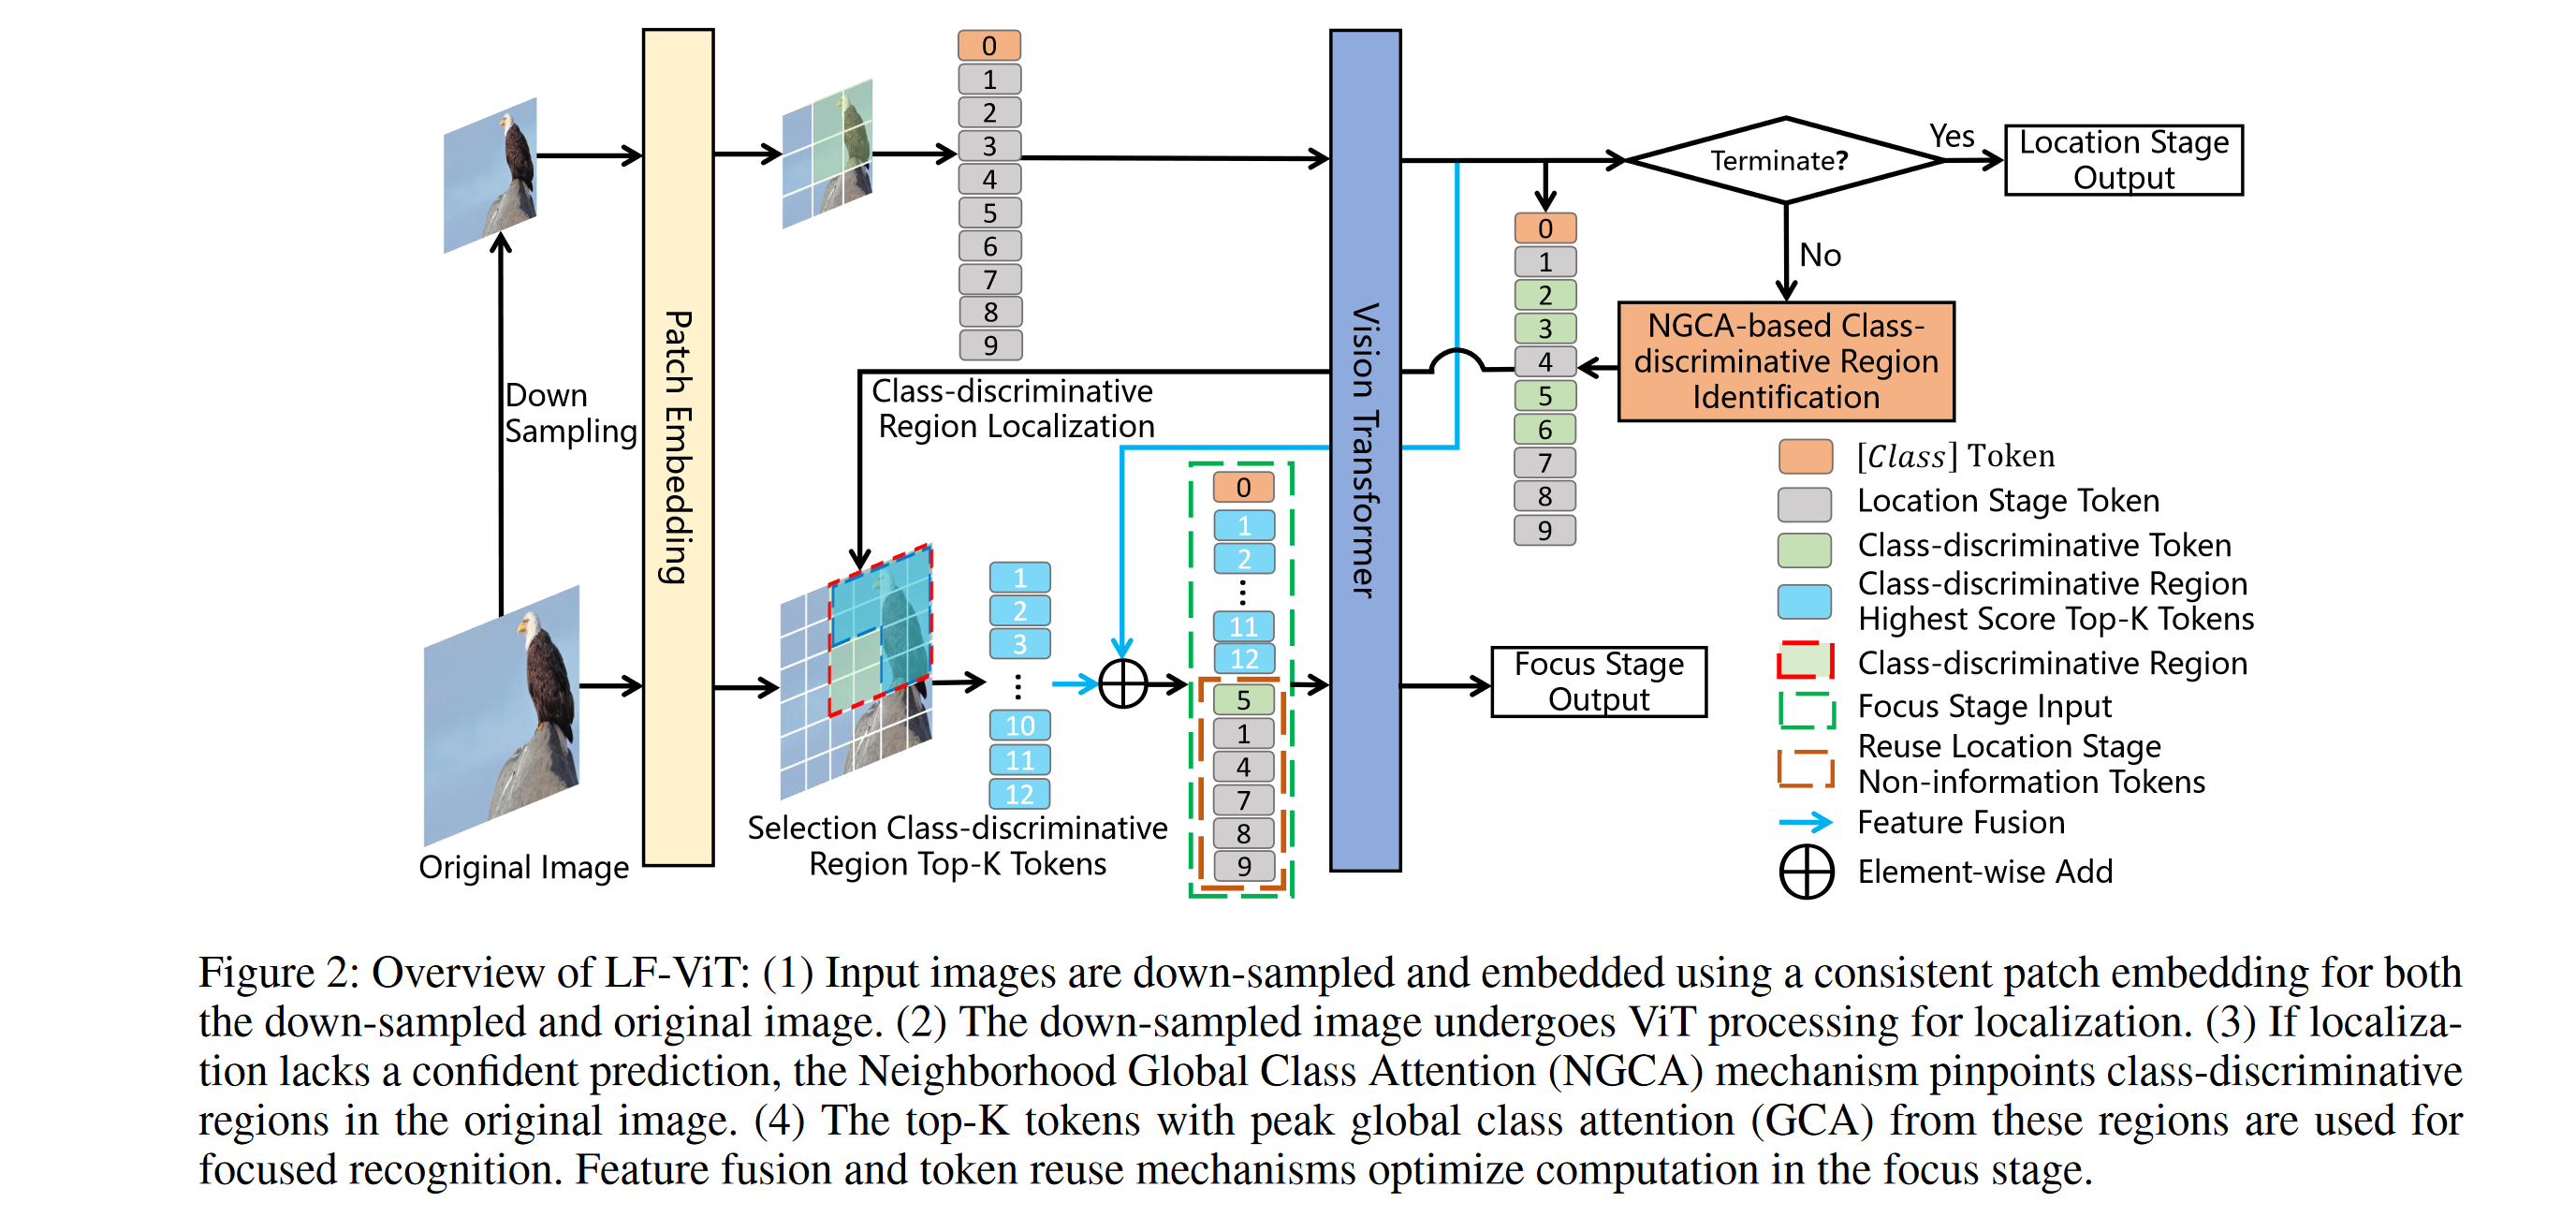 0
1
2
3
4
5
6
7
8
9
Patch Embedding
Vision Transformer
Terminate?
Yes
Location Stage
Output
No
0
1
2
3
4
5
6
7
8
9
NGCA-based Class-
discriminative Region
Identification
Down
Sampling
Class-discriminative
Region Localization
Original Image
1
2
3
⋮
10
11
12
Selection Class-discriminative
Region Top-K Tokens
0
1
2
⋮
11
12
5
1
4
7
8
9
Focus Stage
Output
[Class] Token
Location Stage Token
Class-discriminative Token
Class-discriminative Region
Highest Score Top-K Tokens
Class-discriminative Region
Focus Stage Input
Reuse Location Stage
Non-information Tokens
Feature Fusion
Element-wise Add
Figure 2: Overview of LF-ViT: (1) Input images are down-sampled and embedded using a consistent patch embedding for both
the down-sampled and original image. (2) The down-sampled image undergoes ViT processing for localization. (3) If localiza-
tion lacks a confident prediction, the Neighborhood Global Class Attention (NGCA) mechanism pinpoints class-discriminative
regions in the original image. (4) The top-K tokens with peak global class attention (GCA) from these regions are used for
focused recognition. Feature fusion and token reuse mechanisms optimize computation in the focus stage.